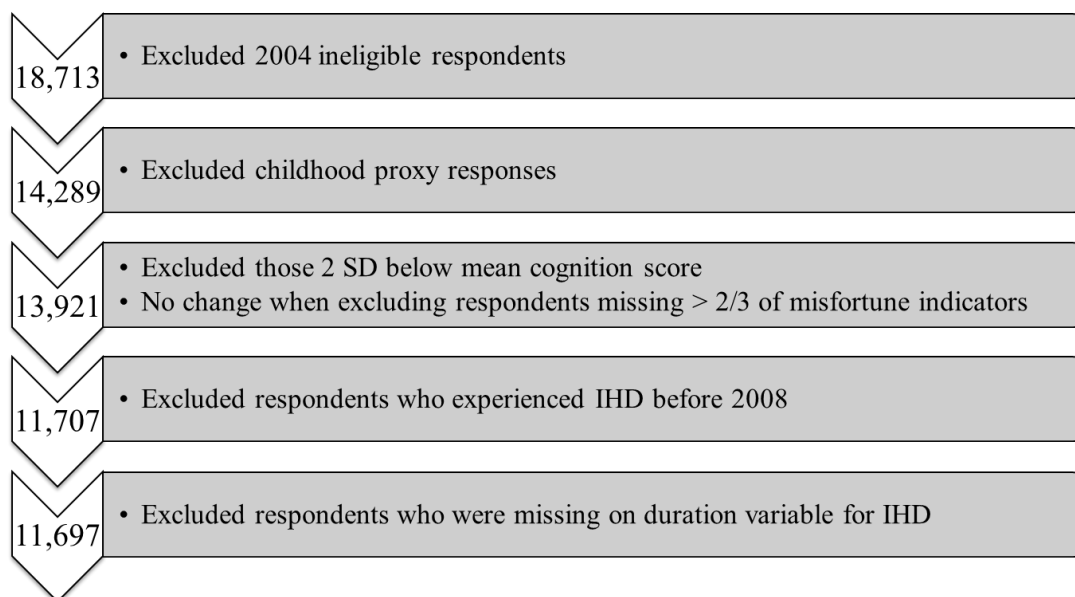 18,713
• Excluded 2004 ineligible respondents
14,289
• Excluded childhood proxy responses
13,921
• Excluded those 2 SD below mean cognition score
• No change when excluding respondents missing > 2/3 of misfortune indicators
11,707
• Excluded respondents who experienced IHD before 2008
11,697
• Excluded respondents who were missing on duration variable for IHD